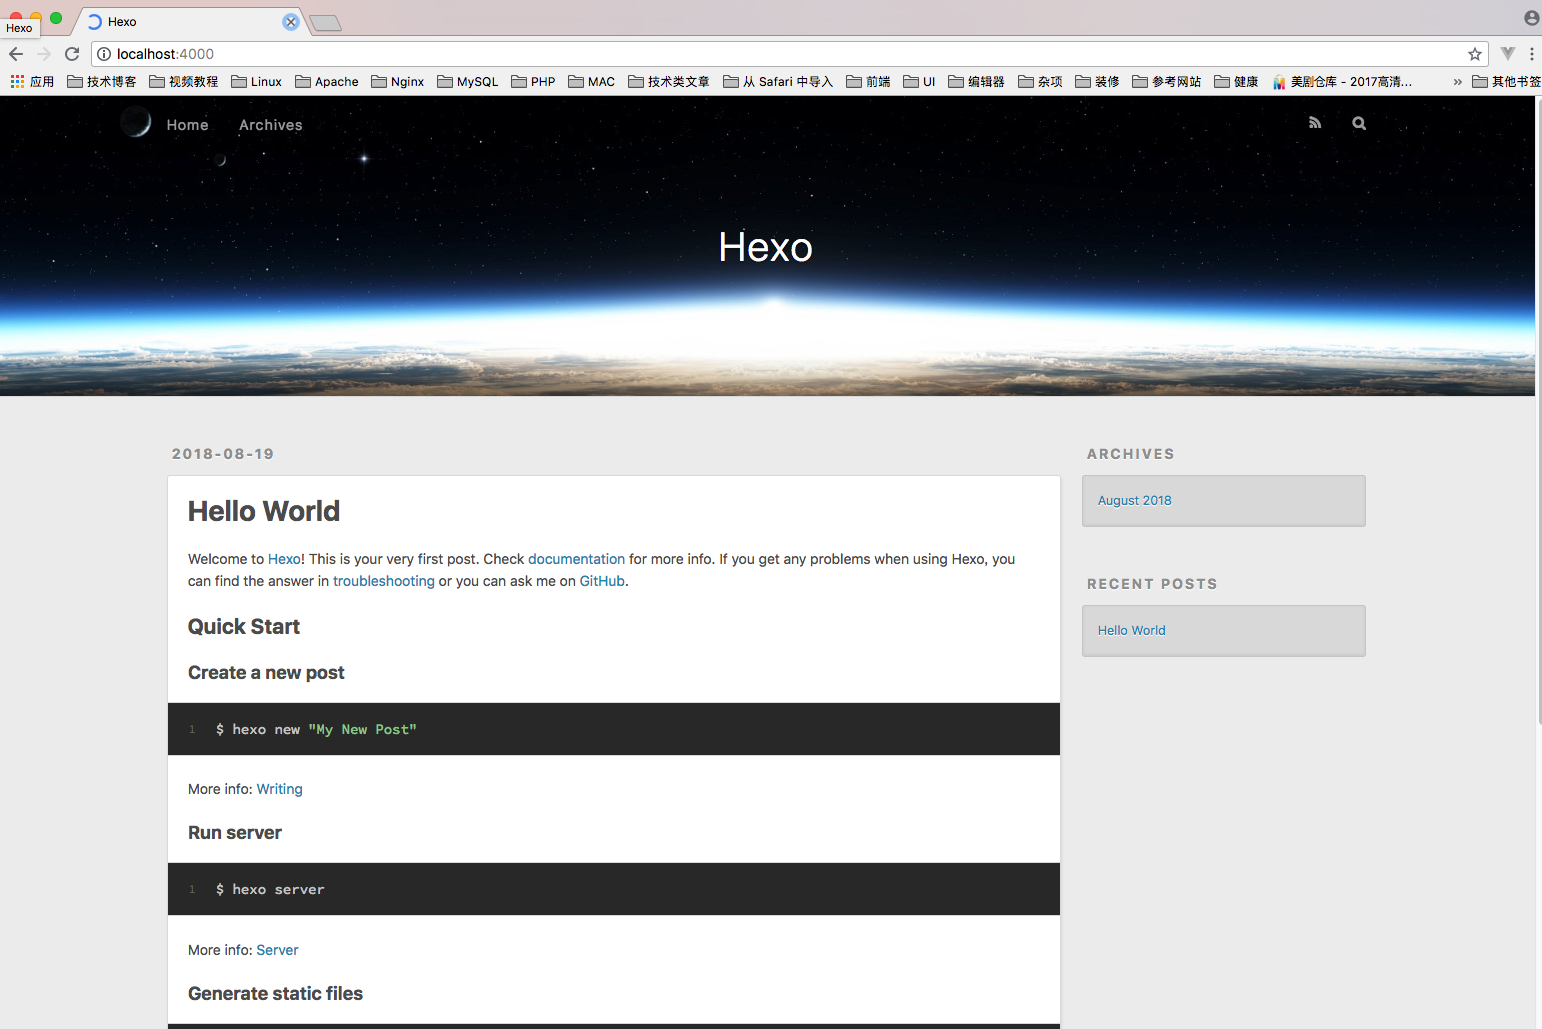 Hexo
Hexo
localhost:4000
应用 技术博客 视频教程 Linux Apache Nginx MySQL PHP MAC 技术类文章 从 Safari 中导入 前端 UI 编辑器 杂项 装修 参考网站 健康 美剧仓库 - 2017高清... » 其他书签
Home Archives
Hexo
2018-08-19
Hello World
Welcome to Hexo! This is your very first post. Check documentation for more info. If you get any problems when using Hexo, you
can find the answer in troubleshooting or you can ask me on GitHub.
Quick Start
Create a new post
1 $ hexo new "My New Post"
More info: Writing
Run server
1 $ hexo server
More info: Server
Generate static files
ARCHIVES
August 2018
RECENT POSTS
Hello World